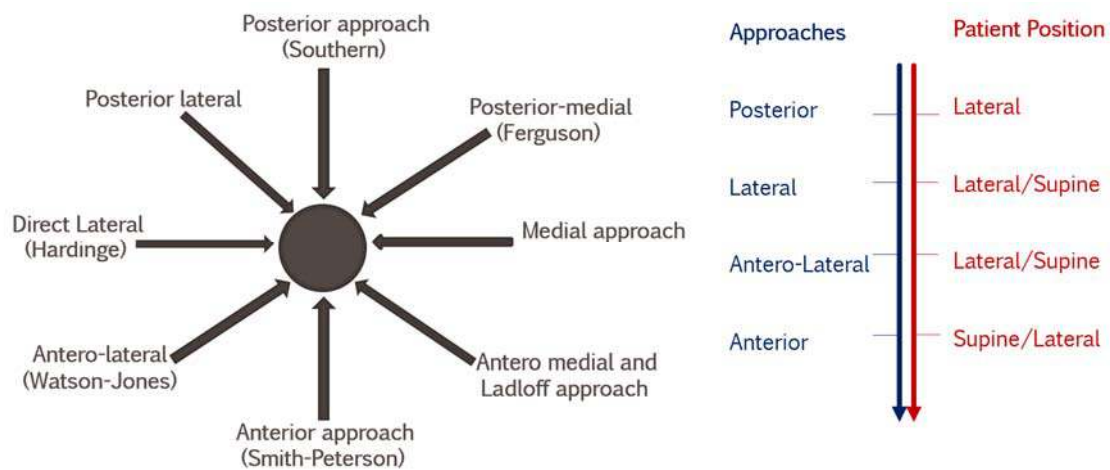 Posterior approach
(Southern)
Posterior lateral
Posterior-medial
(Ferguson)
Direct Lateral
(Hardinge)
Medial approach
Antero-lateral
(Watson-Jones)
Antero medial and
Ladloff approach
Anterior approach
(Smith-Peterson)
Approaches
Patient Position
Posterior
Lateral
Lateral
Lateral/Supine
Antero-Lateral
Lateral/Supine
Anterior
Supine/Lateral